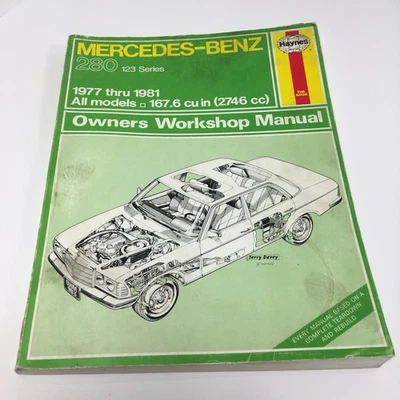 MERCEDES-BENZ
280 123 Series
Haynes
1977 thru 1981
All models □ 167.6 cu in (2746 cc)
Owners Workshop Manual
Terry Davey
EVERY MANUAL BASED ON A
COMPLETE TEARDOWN
AND REBUILD